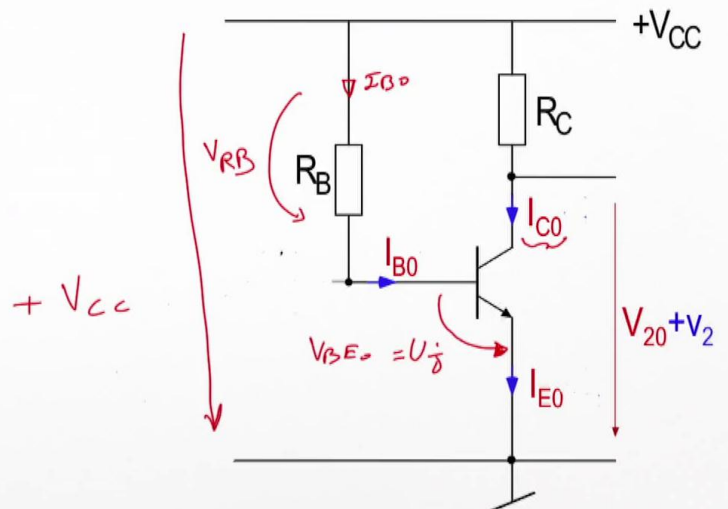 +VCC
IB0
RC
VRB
RB
IC0
IB0
+ Vcc
V20+v2
VBE0 = Uj
IE0